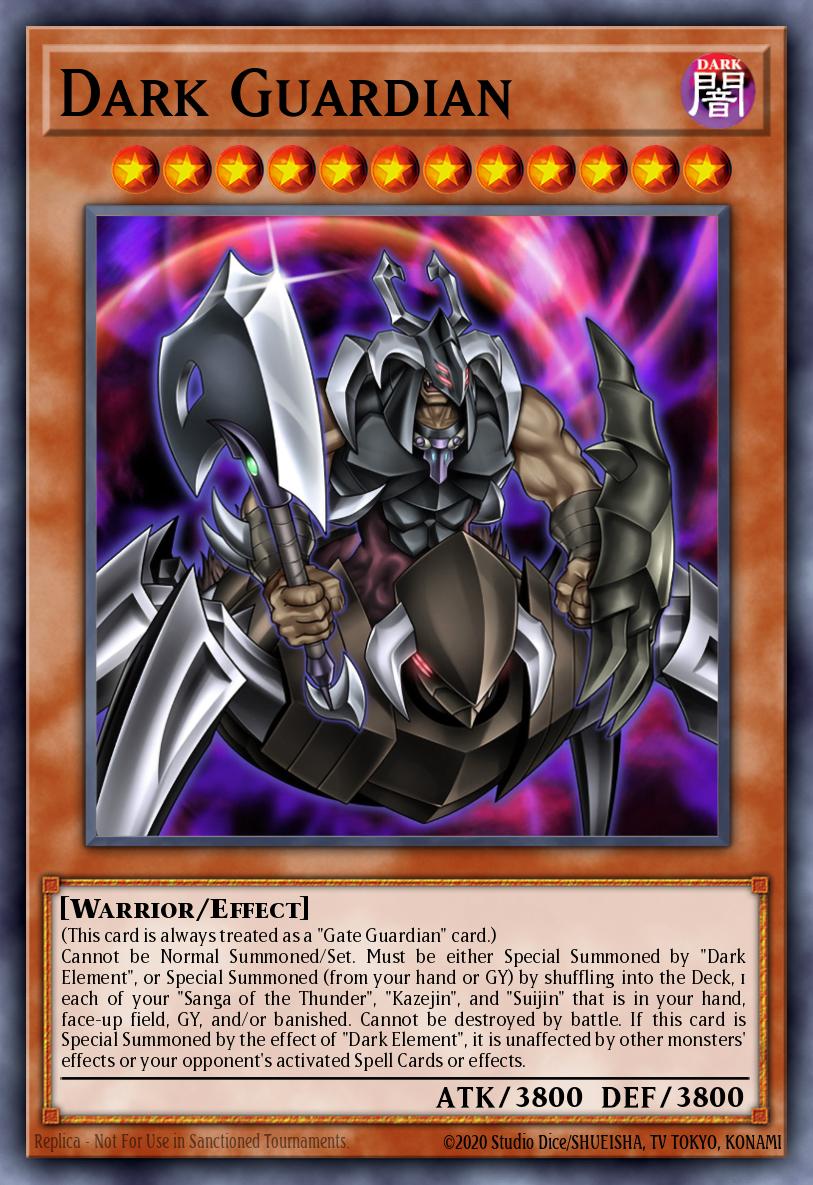 Dark Guardian
DARK
闇
[Warrior/Effect]
(This card is always treated as a "Gate Guardian" card.)
Cannot be Normal Summoned/Set. Must be either Special Summoned by "Dark
Element", or Special Summoned (from your hand or GY) by shuffling into the Deck, 1
each of your "Sanga of the Thunder", "Kazejin", and "Suijin" that is in your hand,
face-up field, GY, and/or banished. Cannot be destroyed by battle. If this card is
Special Summoned by the effect of "Dark Element", it is unaffected by other monsters'
effects or your opponent's activated Spell Cards or effects.
ATK/3800 DEF/3800
Replica - Not For Use in Sanctioned Tournaments. ©2020 Studio Dice/SHUEISHA, TV TOKYO, KONAMI